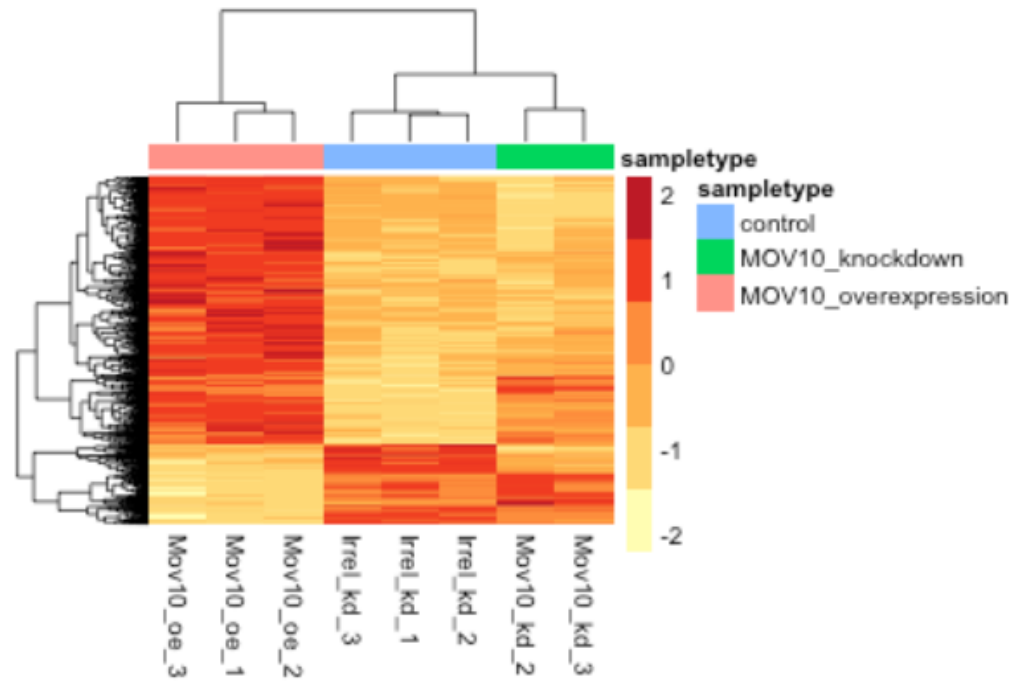 sampletype
2
1
0
-1
-2
sampletype
control
MOV10_knockdown
MOV10_overexpression
Mov10_oe_3
Mov10_oe_1
Mov10_oe_2
Irrel_kd_3
Irrel_kd_1
Irrel_kd_2
Mov10_kd_2
Mov10_kd_3